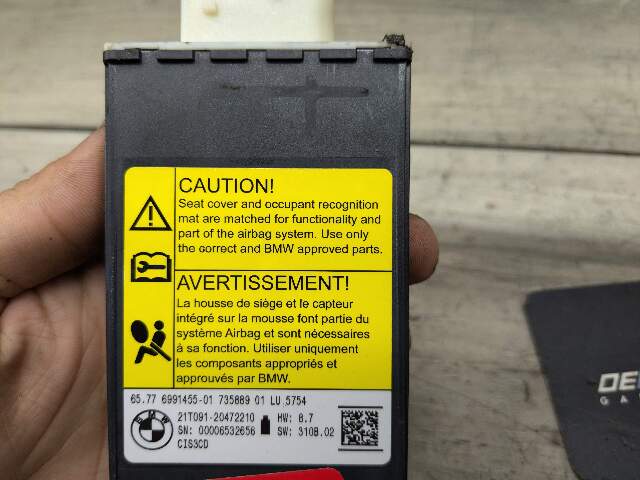 CAUTION!
Seat cover and occupant recognition
mat are matched for functionality and
part of the airbag system. Use only
the correct and BMW approved parts.
AVERTISSEMENT!
La housse de siège et le capteur
intégré sur la mousse font partie du
système Airbag et sont nécessaires
à sa fonction. Utiliser uniquement
les composants appropriés et
approuvés par BMW.
65.77 6991455-01 735889 01 LU 5754
BMW
21T091-20472210 HW: 8.7
SN: 00006532656 SW: 310B.02
CIS3CD